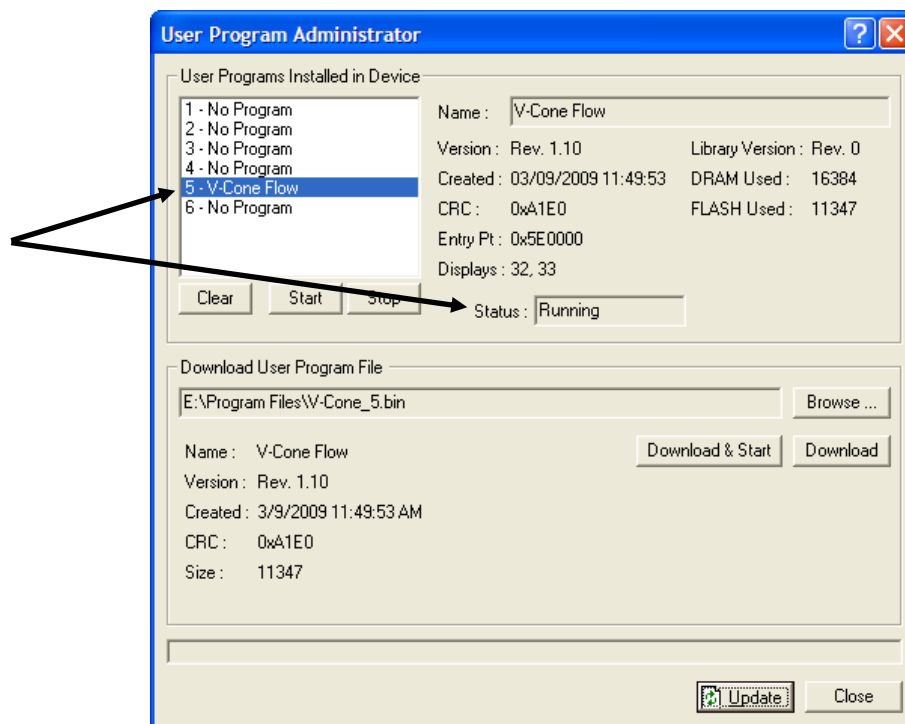 User Program Administrator
User Programs Installed in Device
1 - No Program
2 - No Program
3 - No Program
4 - No Program
5 - V-Cone Flow
6 - No Program
Clear Start Stop
Name : V-Cone Flow
Version : Rev. 1.10 Library Version : Rev. 0
Created : 03/09/2009 11:49:53 DRAM Used : 16384
CRC : 0xA1E0 FLASH Used : 11347
Entry Pt : 0x5E0000
Displays : 32, 33
Status : Running
Download User Program File
E:\Program Files\V-Cone_5.bin Browse ...
Download & Start Download
Name : V-Cone Flow
Version : Rev. 1.10
Created : 3/9/2009 11:49:53 AM
CRC : 0xA1E0
Size : 11347
Update Close